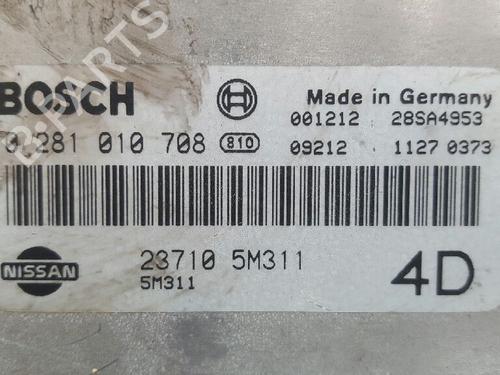 BOSCH
Made in Germany
001212 28SA4953
0 281 010 708 810
09212 1127 0373
NISSAN
23710 5M311
5M311
4D
B-PARTS